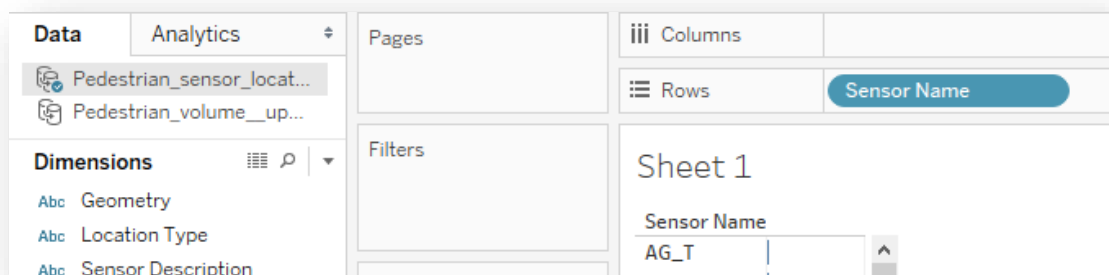 Data
Analytics
Pedestrian_sensor_locat...
Pedestrian_volume__up...
Dimensions
Abc Geometry
Abc Location Type
Abc Sensor Description
Pages
Filters
Columns
Rows
Sensor Name
Sheet 1
Sensor Name
AG_T